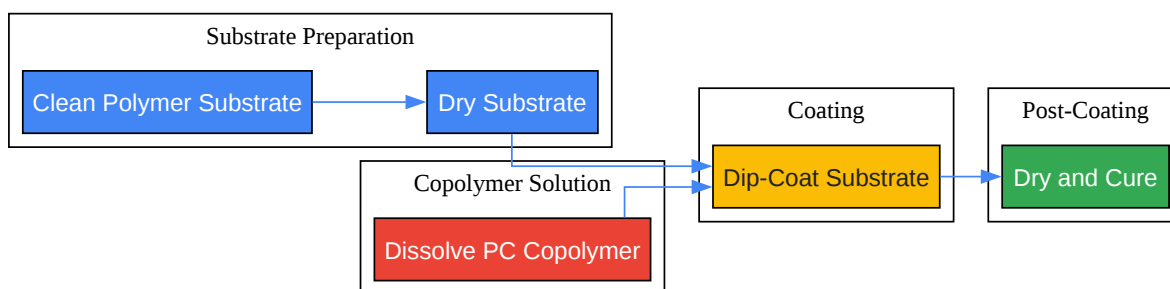 Substrate Preparation
Clean Polymer Substrate
Dry Substrate
Copolymer Solution
Dissolve PC Copolymer
Coating
Dip-Coat Substrate
Post-Coating
Dry and Cure